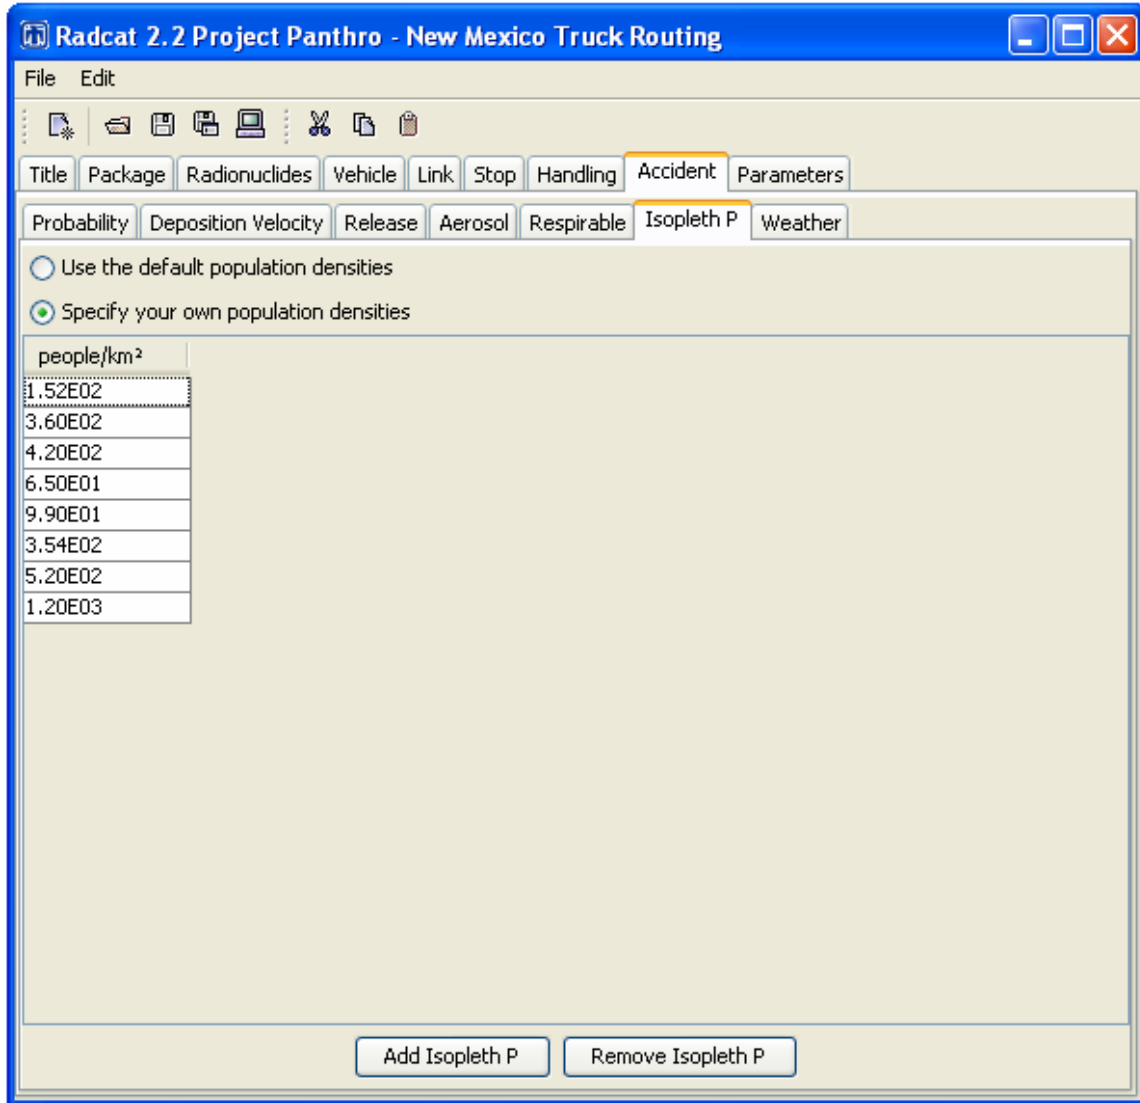 Radcat 2.2 Project Panthro - New Mexico Truck Routing
File Edit
Title Package Radionuclides Vehicle Link Stop Handling Accident Parameters
Probability Deposition Velocity Release Aerosol Respirable Isopleth P Weather
Use the default population densities
Specify your own population densities
people/km²
1.52E02
3.60E02
4.20E02
6.50E01
9.90E01
3.54E02
5.20E02
1.20E03
Add Isopleth P Remove Isopleth P